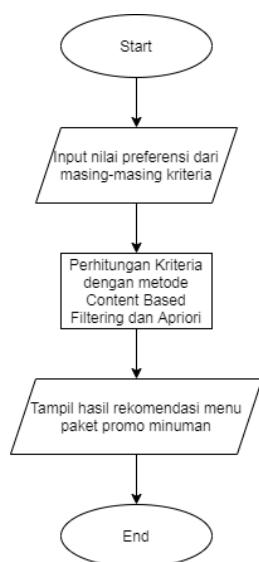 Start
Input nilai preferensi dari
masing-masing kriteria
Perhitungan Kriteria
dengan metode
Content Based
Filtering dan Apriori
Tampil hasil rekomendasi menu
paket promo minuman
End